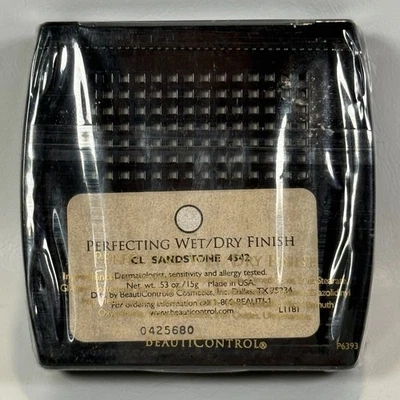 PERFECTING WET/DRY FINISH
CL SANDSTONE 4542
Dermatologist, sensitivity and allergy tested.
Net wt. .53 oz/15g Made in USA.
Dist. by BeautiControl Cosmetics, Inc. Dallas, TX 75234
For ordering information call 1-800-BEAUTI-1
www.beauticontrol.com L1181
0425680
BEAUTICONTROL®
P6393